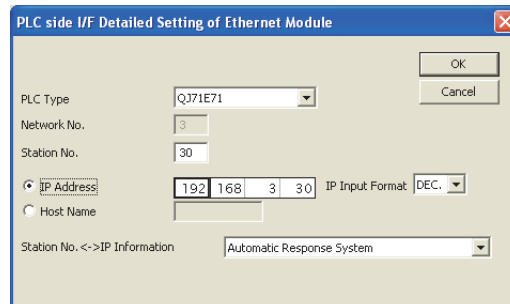 PLC side I/F Detailed Setting of Ethernet Module
OK
PLC Type QJ71E71 Cancel
Network No. 3
Station No. 30
IP Address 192 168 3 30 IP Input Format DEC.
Host Name
Station No.<->IP Information Automatic Response System